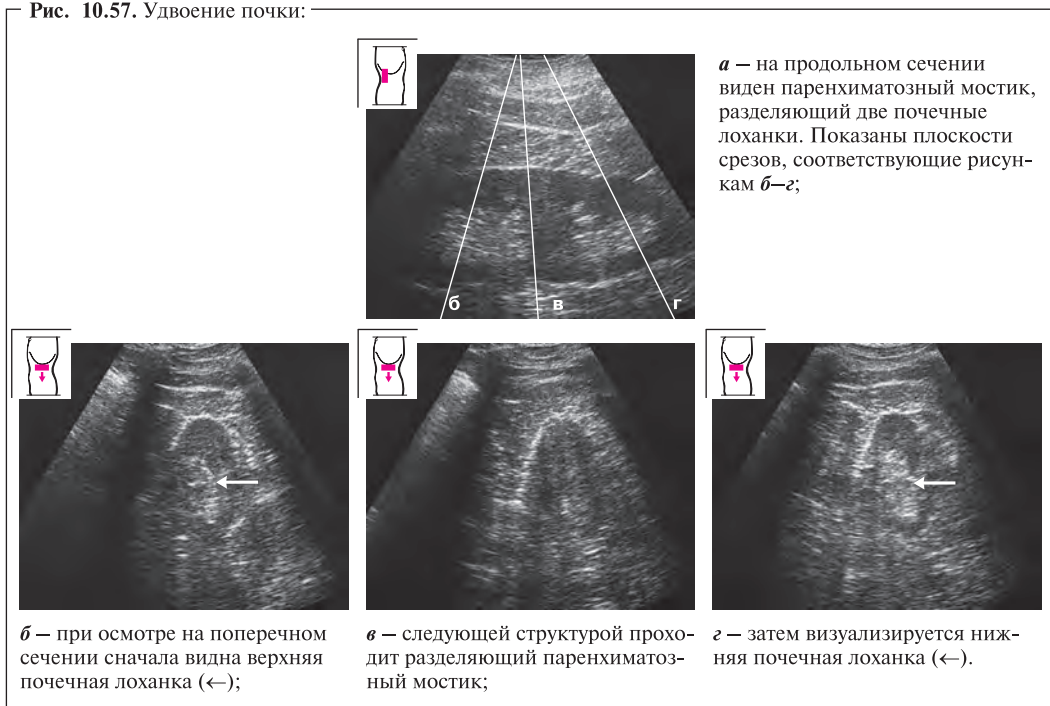 Рис. 10.57. Удвоение почки:
а — на продольном сечении
виден паренхиматозный мостик,
разделяющий две почечные
лоханки. Показаны плоскости
срезов, соответствующие рисун-
кам б—г;
б
в
г
б — при осмотре на поперечном
сечении сначала видна верхняя
почечная лоханка (←);
в — следующей структурой прохо-
дит разделяющий паренхиматоз-
ный мостик;
г — затем визуализируется ниж-
няя почечная лоханка (←).